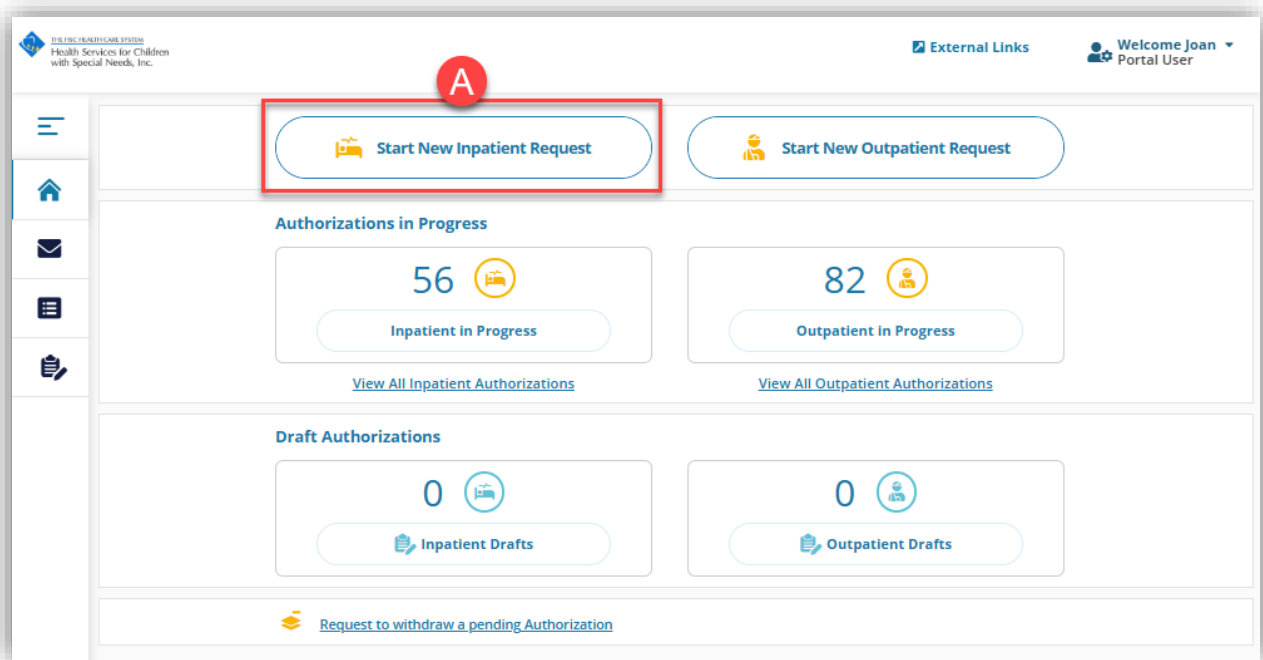 THE HSC HEALTH CARE SYSTEM
Health Services for Children
with Special Needs, Inc.
External Links
Welcome Joan
Portal User
A
Start New Inpatient Request
Start New Outpatient Request
Authorizations in Progress
56
82
Inpatient in Progress
Outpatient in Progress
View All Inpatient Authorizations
View All Outpatient Authorizations
Draft Authorizations
0
0
Inpatient Drafts
Outpatient Drafts
Request to withdraw a pending Authorization